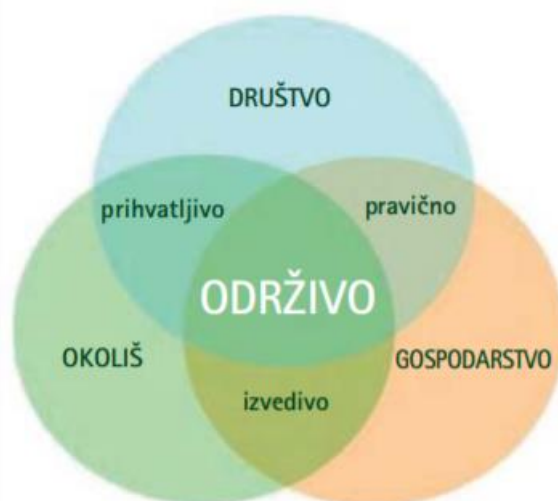 DRUŠTVO
prihvatljivo
pravično
ODRŽIVO
OKOLIŠ
GOSPODARSTVO
izvedivo